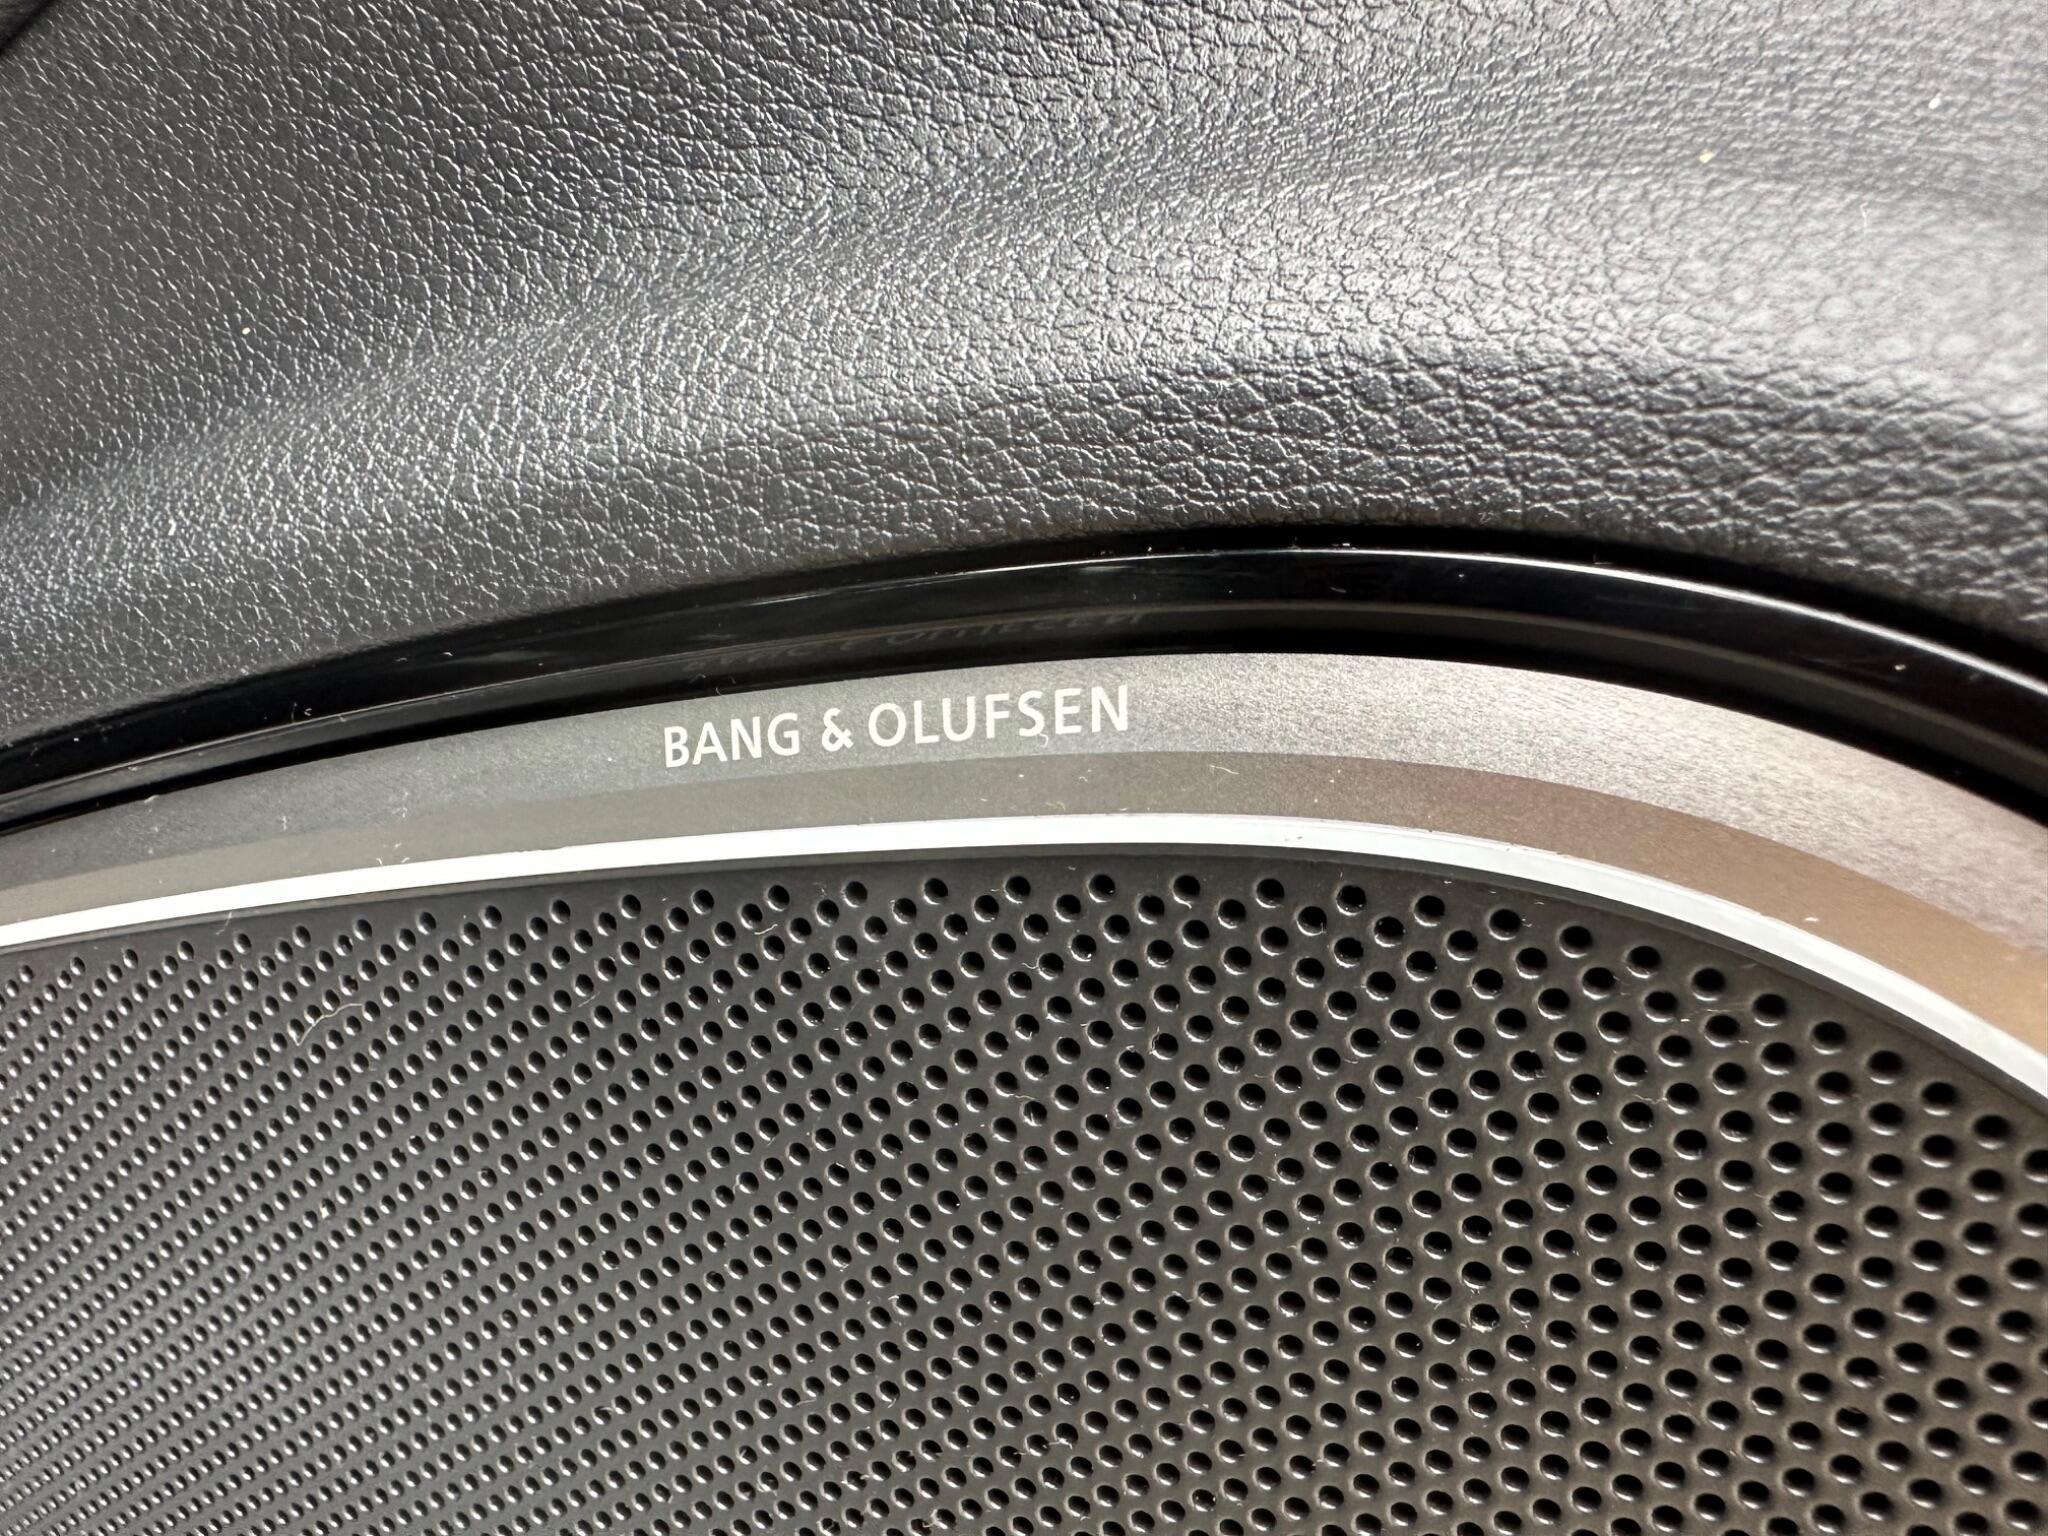 BANG & OLUFSEN